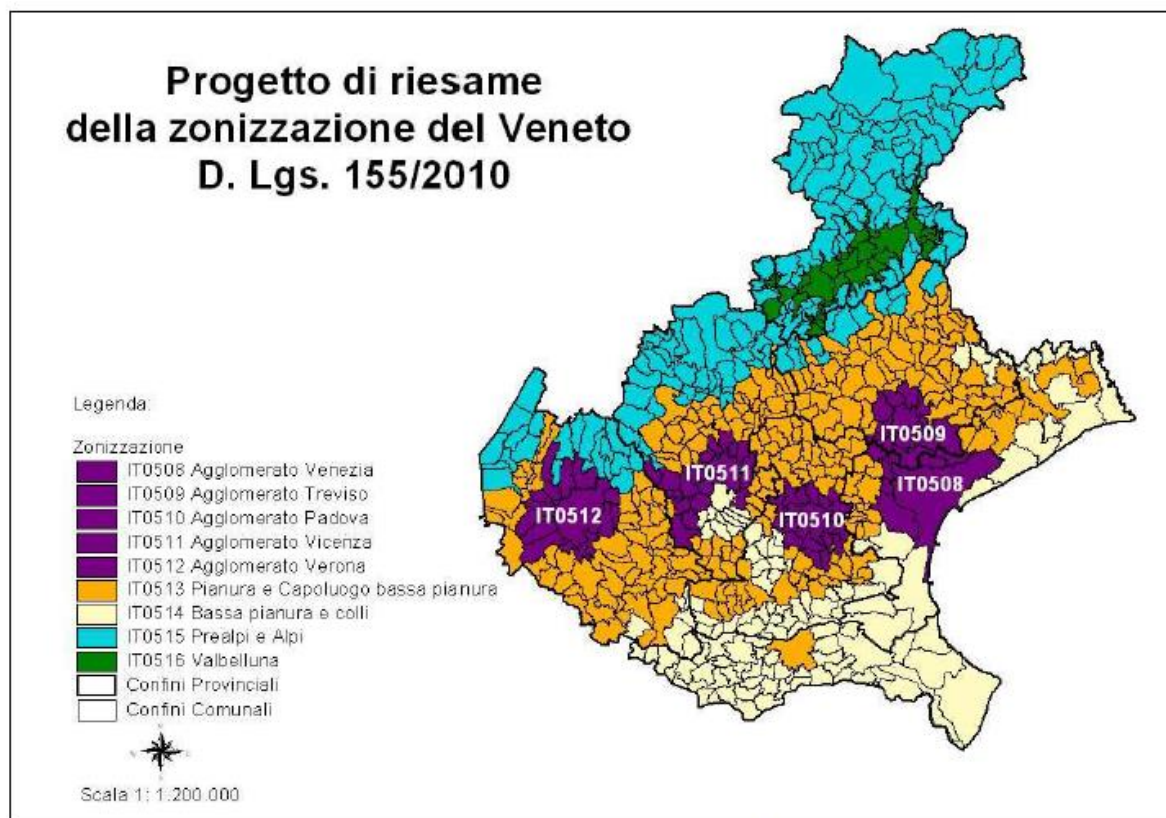 Progetto di riesame
della zonizzazione del Veneto
D. Lgs. 155/2010
IT0509
IT0511
IT0508
IT0512
IT0510
Legenda:
Zonizzazione
IT0508 Agglomerato Venezia
IT0509 Agglomerato Treviso
IT0510 Agglomerato Padova
IT0511 Agglomerato Vicenza
IT0512 Agglomerato Verona
IT0513 Pianura e Capoluogo bassa pianura
IT0514 Bassa pianura e colli
IT0515 Prealpi e Alpi
IT0516 Valbelluna
Confini Provinciali
Confini Comunali
Scala 1: 1.200.000